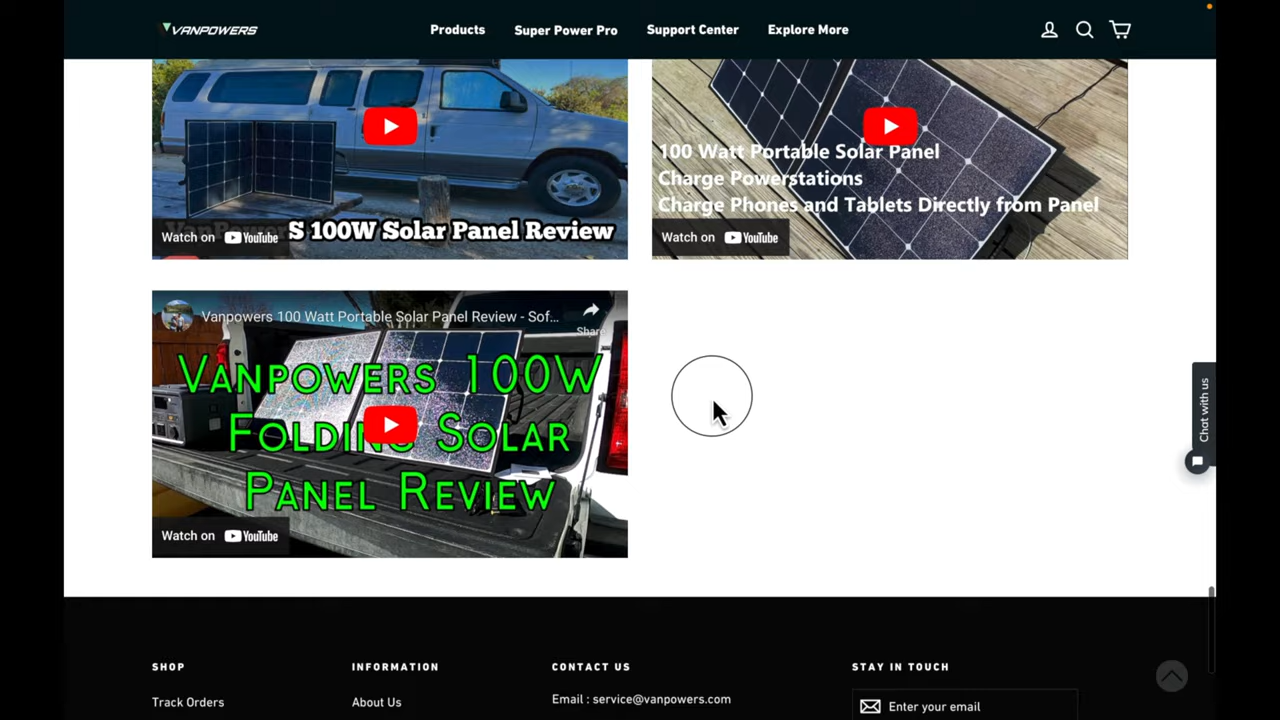 VANPOWERS
Products
Super Power Pro
Support Center
Explore More
S 100W Solar Panel Review
Watch on YouTube
100 Watt Portable Solar Panel
Charge Powerstations
Charge Phones and Tablets Directly from Panel
Watch on YouTube
Vanpowers 100 Watt Portable Solar Panel Review - Sof...
Share
VANPOWERS 100W
FOLDING SOLAR
PANEL REVIEW
Watch on YouTube
Chat with us
SHOP
INFORMATION
CONTACT US
STAY IN TOUCH
Track Orders
About Us
Email : service@vanpowers.com
Enter your email